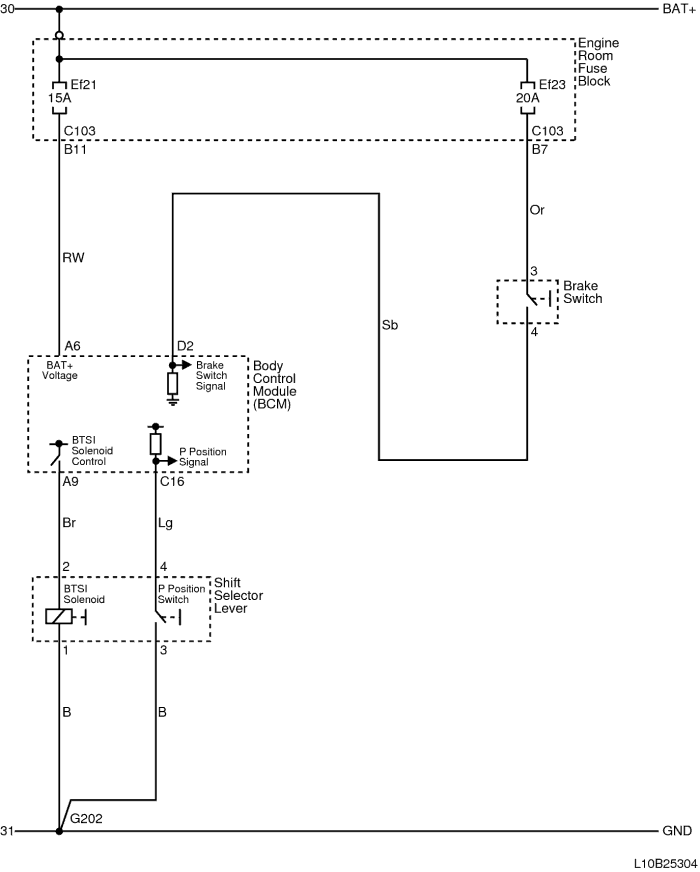 30
BAT+
Engine
Room
Fuse
Block
Ef21
15A
Ef23
20A
C103
C103
B11
B7
Or
RW
3
Brake
Switch
4
Sb
A6
D2
BAT+
Voltage
Brake
Switch
Signal
Body
Control
Module
(BCM)
BTSI
Solenoid
Control
P Position
Signal
A9
C16
Br
Lg
2
4
BTSI
Solenoid
P Position
Switch
Shift
Selector
Lever
1
3
B
B
G202
31
GND
L10B25304